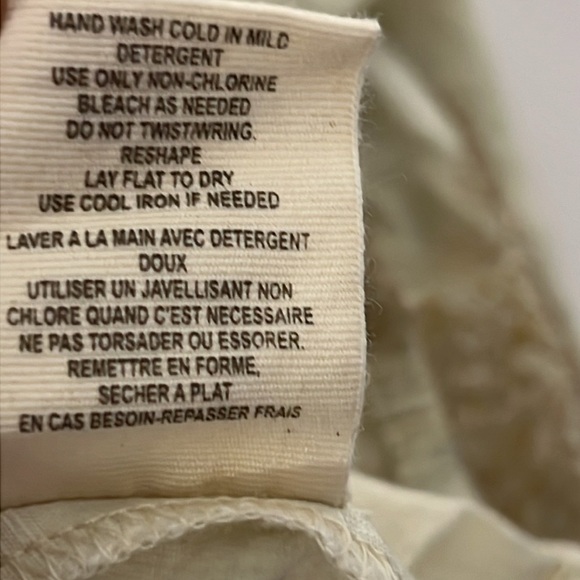 HAND WASH COLD IN MILD
DETERGENT
USE ONLY NON-CHLORINE
BLEACH AS NEEDED
DO NOT TWIST/WRING.
RESHAPE
LAY FLAT TO DRY
USE COOL IRON IF NEEDED
LAVER A LA MAIN AVEC DETERGENT
DOUX
UTILISER UN JAVELLISANT NON
CHLORE QUAND C'EST NECESSAIRE
NE PAS TORSADER OU ESSORER.
REMETTRE EN FORME,
SECHER A PLAT
EN CAS BESOIN-REPASSER FRAIS